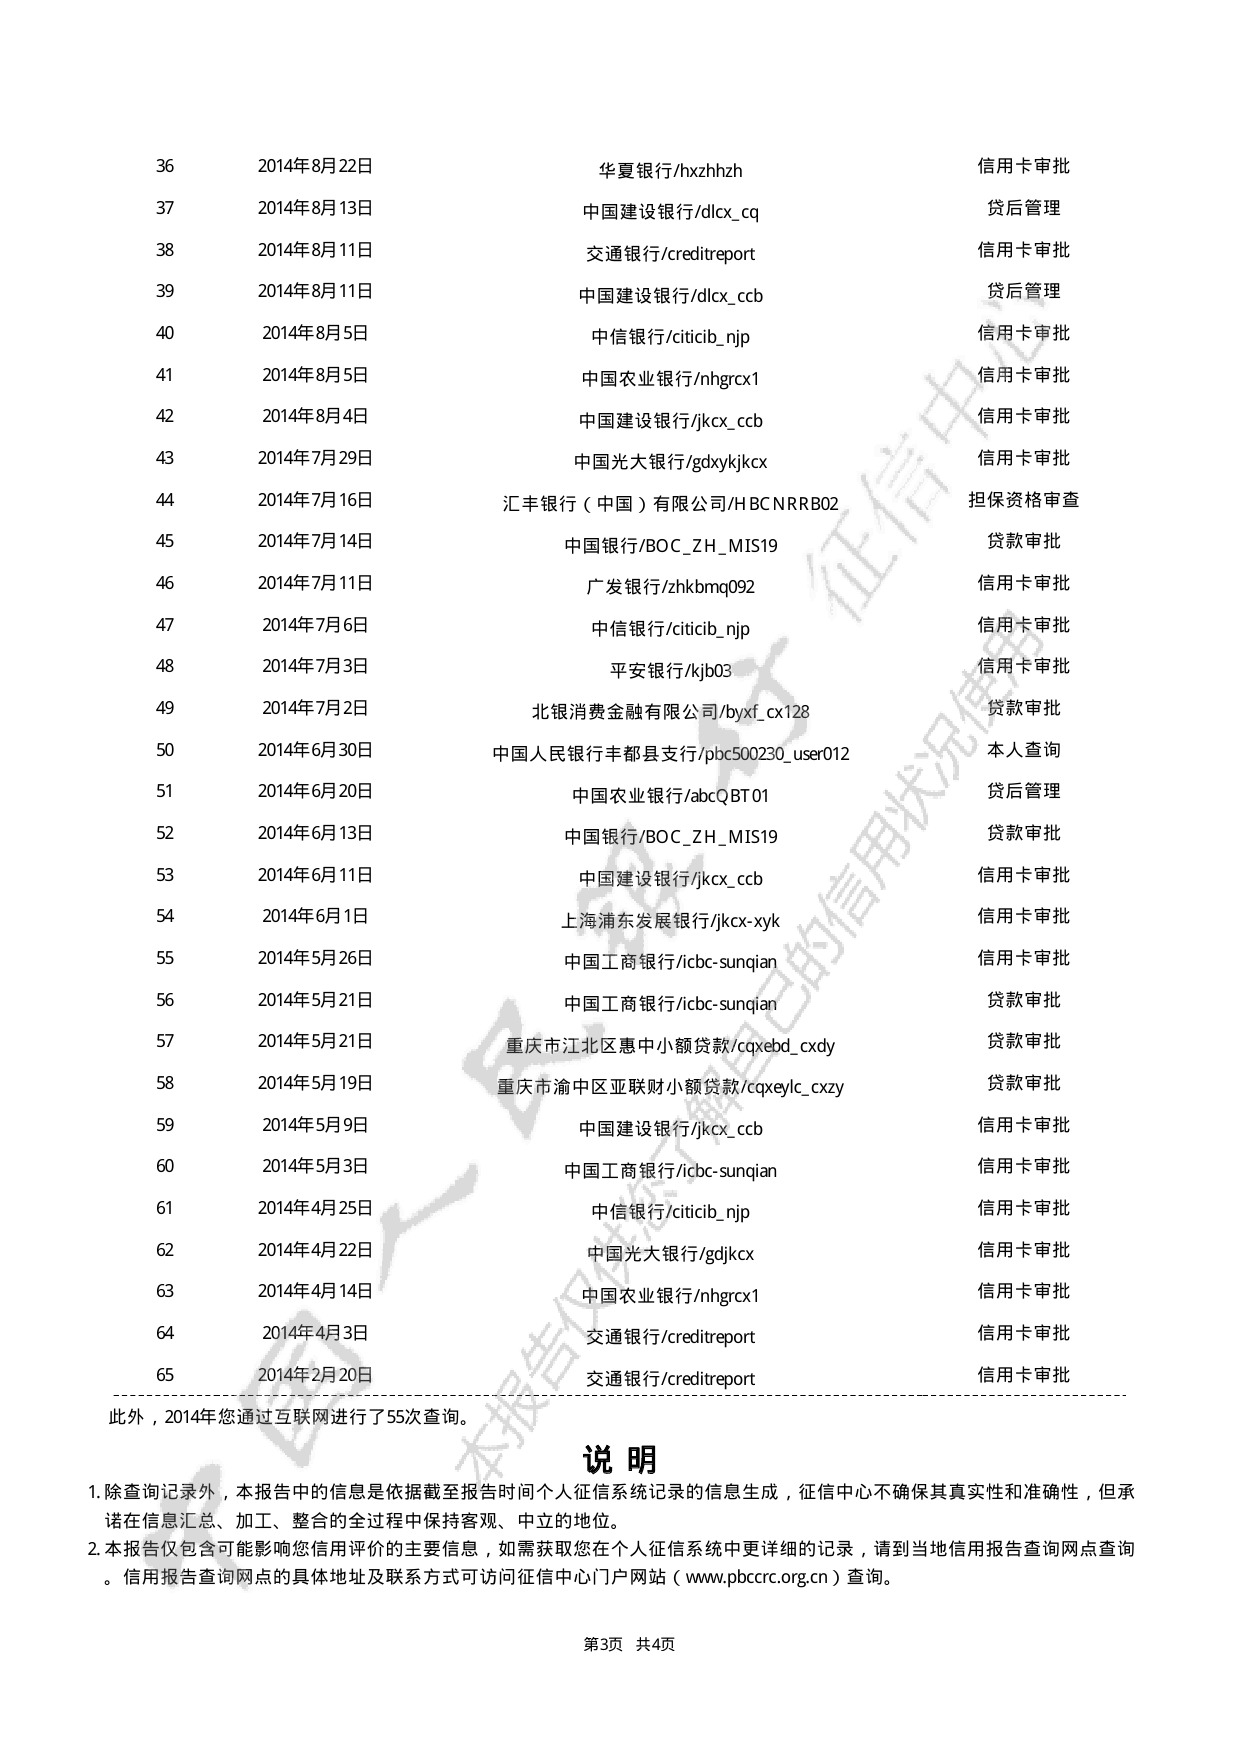 36 2014年8月22日 华夏银行/hxzhhzh 信用卡审批
37 2014年8月13日 中国建设银行/dlcx_cq 贷后管理
38 2014年8月11日 交通银行/creditreport 信用卡审批
39 2014年8月11日 中国建设银行/dlcx_ccb 贷后管理
40 2014年8月5日 中信银行/citicib_njp 信用卡审批
41 2014年8月5日 中国农业银行/nhgrcx1 信用卡审批
42 2014年8月4日 中国建设银行/jkcx_ccb 信用卡审批
43 2014年7月29日 中国光大银行/gdxykjkcx 信用卡审批
44 2014年7月16日 汇丰银行（中国）有限公司/HBCNRRB02 担保资格审查
45 2014年7月14日 中国银行/BOC_ZH_MIS19 贷款审批
46 2014年7月11日 广发银行/zhkbmq092 信用卡审批
47 2014年7月6日 中信银行/citicib_njp 信用卡审批
48 2014年7月3日 平安银行/kjb03 信用卡审批
49 2014年7月2日 北银消费金融有限公司/byxf_cx128 贷款审批
50 2014年6月30日 中国人民银行丰都县支行/pbc500230_user012 本人查询
51 2014年6月20日 中国农业银行/abcQBT01 贷后管理
52 2014年6月13日 中国银行/BOC_ZH_MIS19 贷款审批
53 2014年6月11日 中国建设银行/jkcx_ccb 信用卡审批
54 2014年6月1日 上海浦东发展银行/jkcx-xyk 信用卡审批
55 2014年5月26日 中国工商银行/icbc-sunqian 信用卡审批
56 2014年5月21日 中国工商银行/icbc-sunqian 贷款审批
57 2014年5月21日 重庆市江北区惠中小额贷款/cqxebd_cxdy 贷款审批
58 2014年5月19日 重庆市渝中区亚联财小额贷款/cqxeylc_cxzy 贷款审批
59 2014年5月9日 中国建设银行/jkcx_ccb 信用卡审批
60 2014年5月3日 中国工商银行/icbc-sunqian 信用卡审批
61 2014年4月25日 中信银行/citicib_njp 信用卡审批
62 2014年4月22日 中国光大银行/gdjkcx 信用卡审批
63 2014年4月14日 中国农业银行/nhgrcx1 信用卡审批
64 2014年4月3日 交通银行/creditreport 信用卡审批
65 2014年2月20日 交通银行/creditreport 信用卡审批
此外，2014年您通过互联网进行了55次查询。
说 明
1. 除查询记录外，本报告中的信息是依据截至报告时间个人征信系统记录的信息生成，征信中心不确保其真实性和准确性，但承
诺在信息汇总、加工、整合的全过程中保持客观、中立的地位。
2. 本报告仅包含可能影响您信用评价的主要信息，如需获取您在个人征信系统中更详细的记录，请到当地信用报告查询网点查询
。信用报告查询网点的具体地址及联系方式可访问征信中心门户网站（www.pbccrc.org.cn）查询。
第3页 共4页
中国人民银行 征信中心
本报告仅供您了解自己的信用状况使用